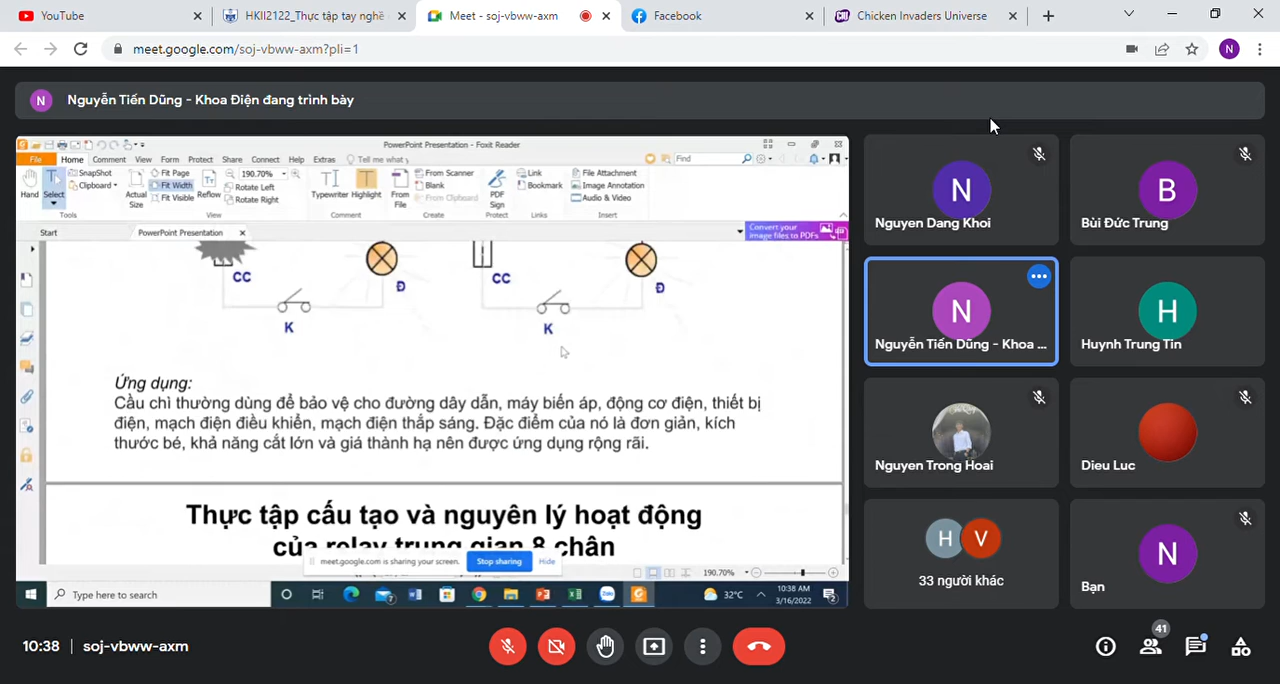 YouTube
HKII2122_Thực tập tay nghề
Meet - soj-vbww-axm
Facebook
CU
Chicken Invaders Universe
meet.google.com/soj-vbww-axm?pli=1
N
N
Nguyễn Tiến Dũng - Khoa Điện đang trình bày
PowerPoint Presentation - Foxit Reader
File
Home
Comment
View
Form
Protect
Share
Connect
Help
Extras
Tell me what y
Find
Hand
Select
SnapShot
Clipboard
Tools
Actual Size
Fit Page
Fit Width
Fit Visible
Reflow
190.70%
Rotate Left
Rotate Right
View
Typewriter
Highlight
Comment
From File
From Scanner
Blank
From Clipboard
Create
PDF Sign
Protect
Link
Bookmark
Links
File Attachment
Image Annotation
Audio & Video
Insert
Start
PowerPoint Presentation
Convert your
image files to PDFs
CC
Đ
K
CC
Đ
K
Ứng dụng:
Cầu chì thường dùng để bảo vệ cho đường dây dẫn, máy biến áp, động cơ điện, thiết bị
điện, mạch điện điều khiển, mạch điện thắp sáng. Đặc điểm của nó là đơn giản, kích
thước bé, khả năng cắt lớn và giá thành hạ nên được ứng dụng rộng rãi.
Thực tập cấu tạo và nguyên lý hoạt động
của relay trung gian 8 chân
meet.google.com is sharing your screen.
Stop sharing
Hide
190.70%
Type here to search
7
Zalo
32°C
10:38 AM
3/16/2022
2
N
Nguyen Dang Khoi
B
Bùi Đức Trung
N
Nguyễn Tiến Dũng - Khoa ...
H
Huynh Trung Tin
Nguyen Trong Hoai
Dieu Luc
H
V
33 người khác
N
Bạn
10:38
soj-vbww-axm
41